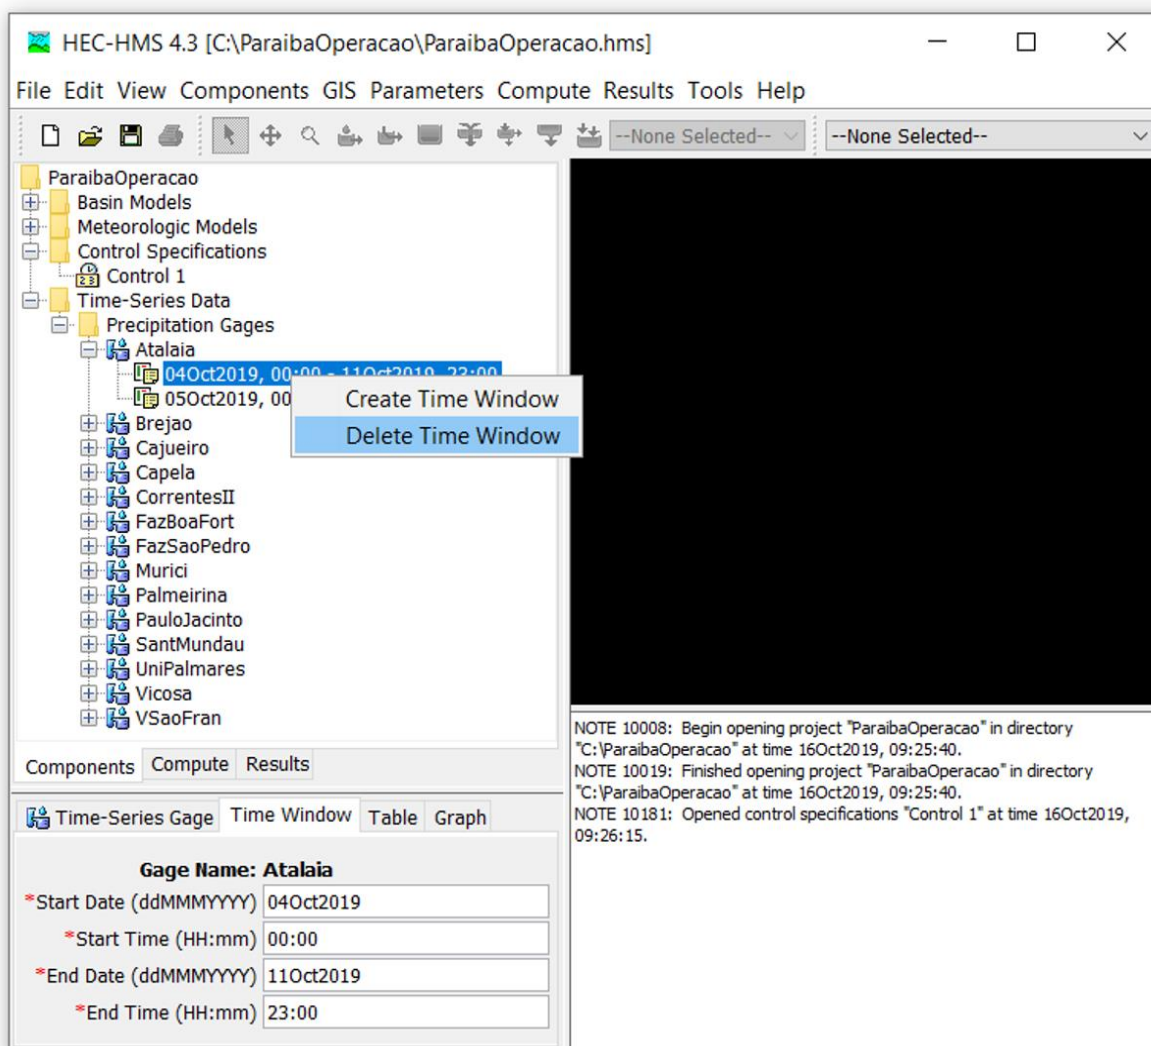 HEC-HMS 4.3 [C:\ParaibaOperacao\ParaibaOperacao.hms]
File Edit View Components GIS Parameters Compute Results Tools Help
--None Selected-- --None Selected--
ParaibaOperacao
Basin Models
Meteorologic Models
Control Specifications
Control 1
Time-Series Data
Precipitation Gages
Atalaia
04Oct2019, 00:00 - 11Oct2019, 23:00
05Oct2019, 00
Create Time Window
Delete Time Window
Brejao
Cajueiro
Capela
CorrentesII
FazBoaFort
FazSaoPedro
Murici
Palmeirina
PauloJacinto
SantMundau
UniPalmares
Vicosa
VSaoFran
Components Compute Results
Time-Series Gage Time Window Table Graph
Gage Name: Atalaia
*Start Date (ddMMMYYYY) 04Oct2019
*Start Time (HH:mm) 00:00
*End Date (ddMMMYYYY) 11Oct2019
*End Time (HH:mm) 23:00
NOTE 10008: Begin opening project "ParaibaOperacao" in directory
"C:\ParaibaOperacao" at time 16Oct2019, 09:25:40.
NOTE 10019: Finished opening project "ParaibaOperacao" in directory
"C:\ParaibaOperacao" at time 16Oct2019, 09:25:40.
NOTE 10181: Opened control specifications "Control 1" at time 16Oct2019,
09:26:15.